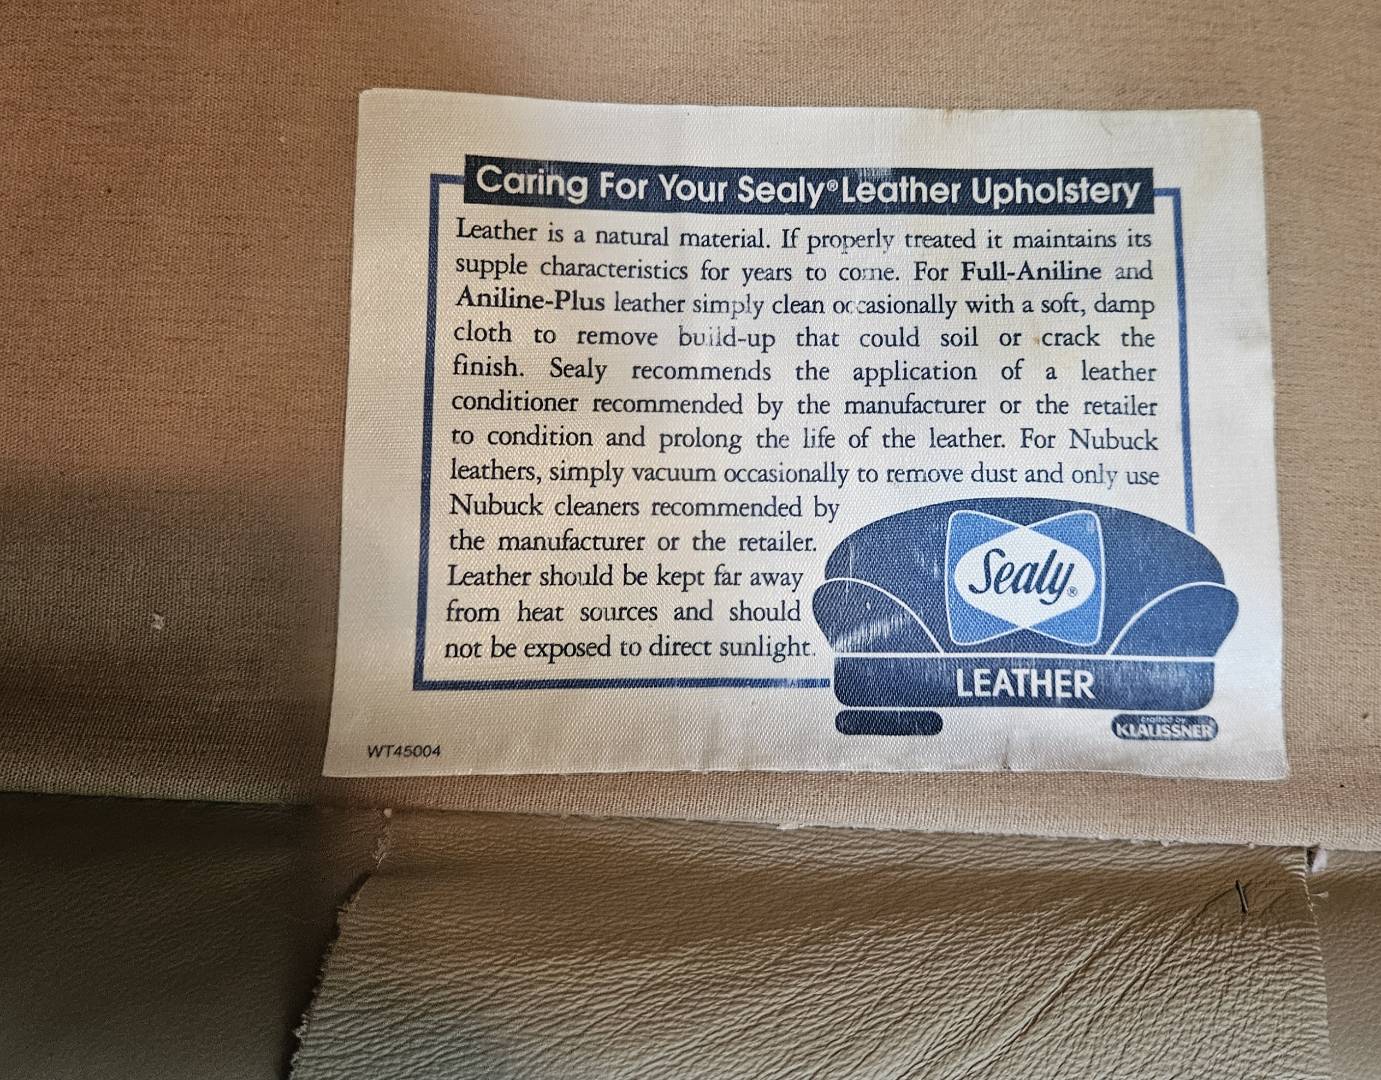 Caring For Your Sealy® Leather Upholstery
Leather is a natural material. If properly treated it maintains its
supple characteristics for years to come. For Full-Aniline and
Aniline-Plus leather simply clean occasionally with a soft, damp
cloth to remove build-up that could soil or crack the
finish. Sealy recommends the application of a leather
conditioner recommended by the manufacturer or the retailer
to condition and prolong the life of the leather. For Nubuck
leathers, simply vacuum occasionally to remove dust and only use
Nubuck cleaners recommended by
the manufacturer or the retailer.
Leather should be kept far away
from heat sources and should
not be exposed to direct sunlight.
Sealy®
LEATHER
crafted by
KLAUSSNER®
WT45004